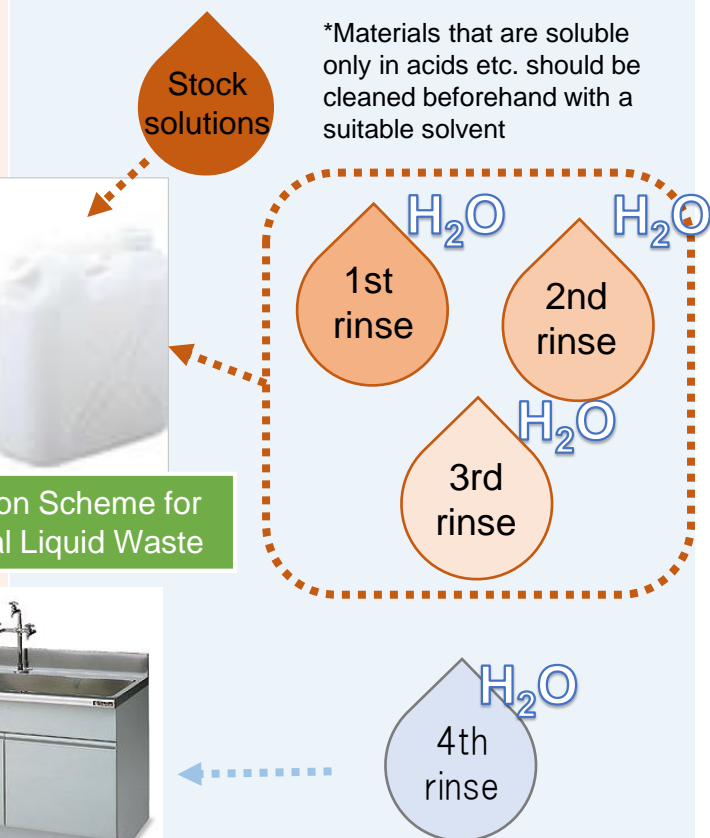 *Materials that are soluble
only in acids etc. should be
cleaned beforehand with a
suitable solvent
Stock
solutions
H₂O
1st
rinse
H₂O
2nd
rinse
H₂O
3rd
rinse
on Scheme for
al Liquid Waste
H₂O
4th
rinse